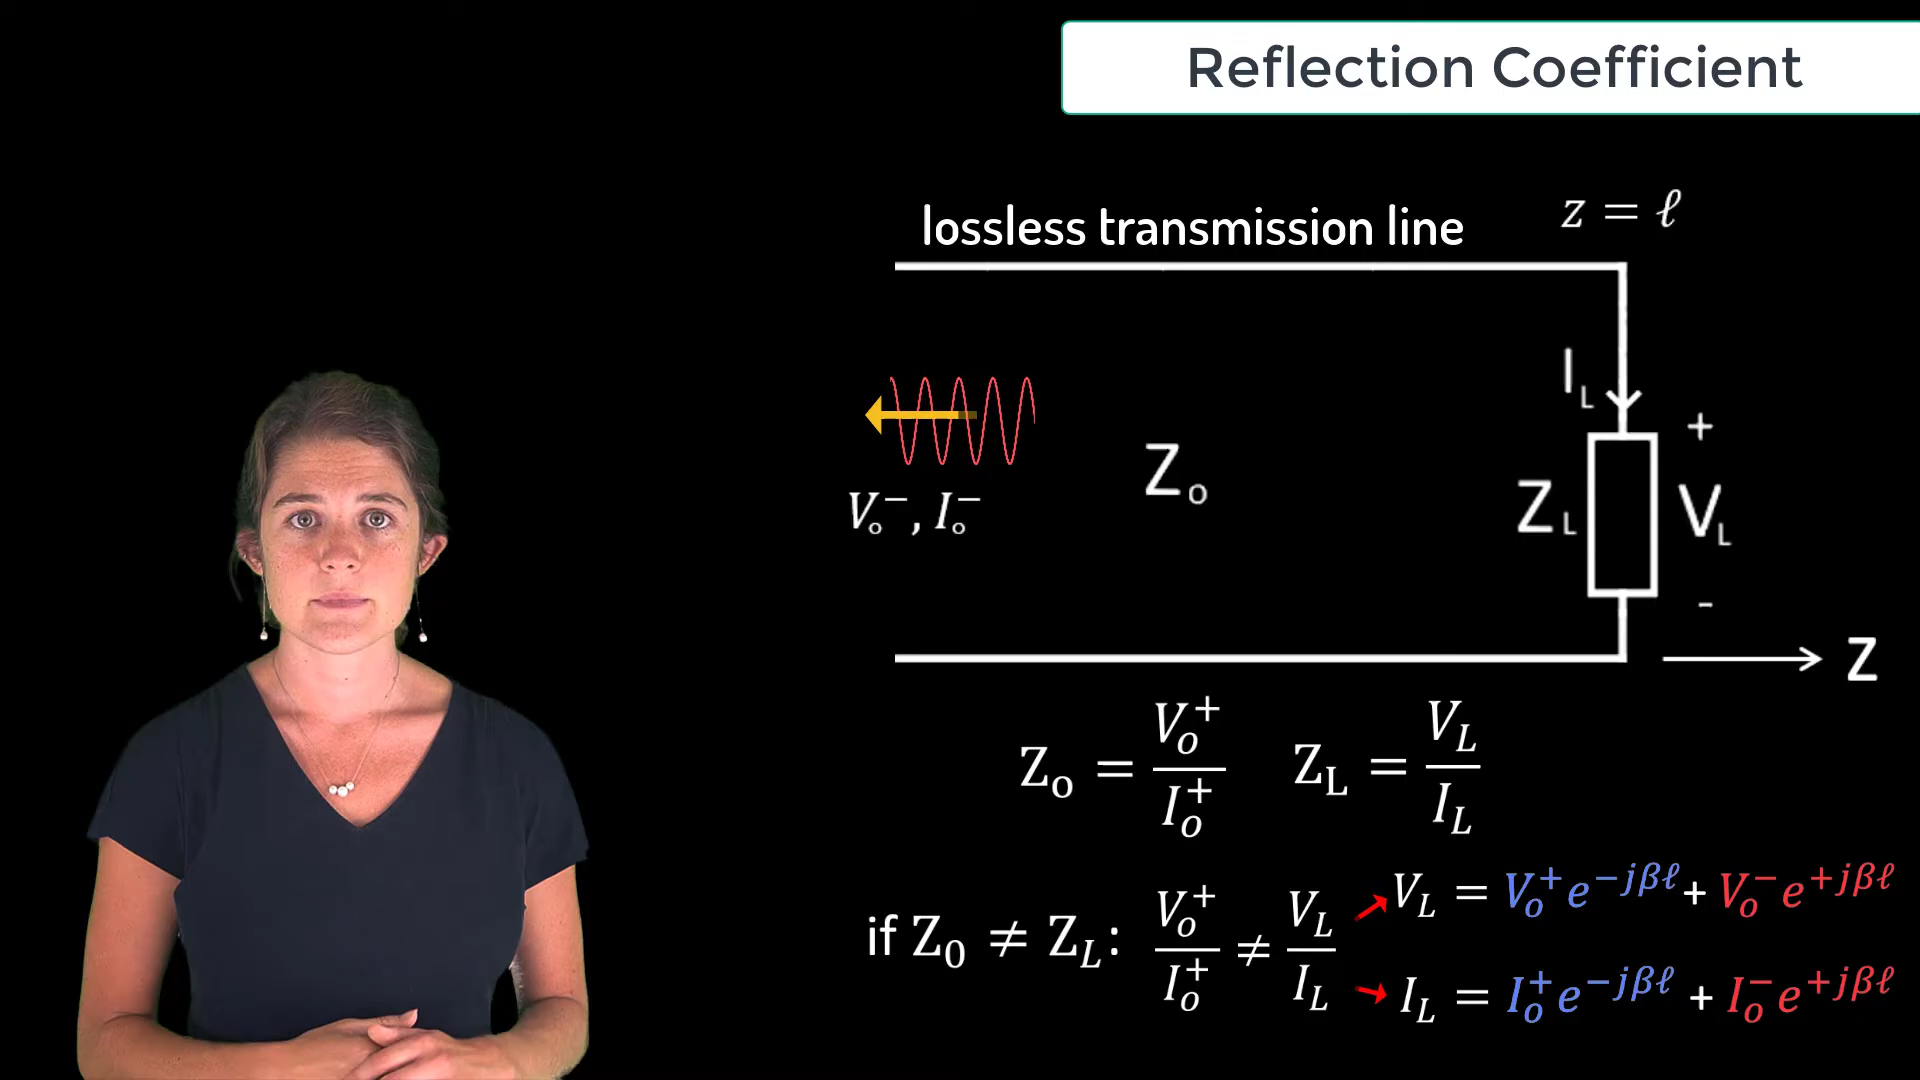 Reflection Coefficient
lossless transmission line
z = ℓ
I_L
+
V_o^−, I_o^−
Z_o
Z_L
V_L
-
Z
Z_o = V_o^+ / I_o^+
Z_L = V_L / I_L
if Z_0 ≠ Z_L: V_o^+ / I_o^+ ≠ V_L / I_L
V_L = V_o^+ e^{−jβℓ} + V_o^− e^{+jβℓ}
I_L = I_o^+ e^{−jβℓ} + I_o^− e^{+jβℓ}